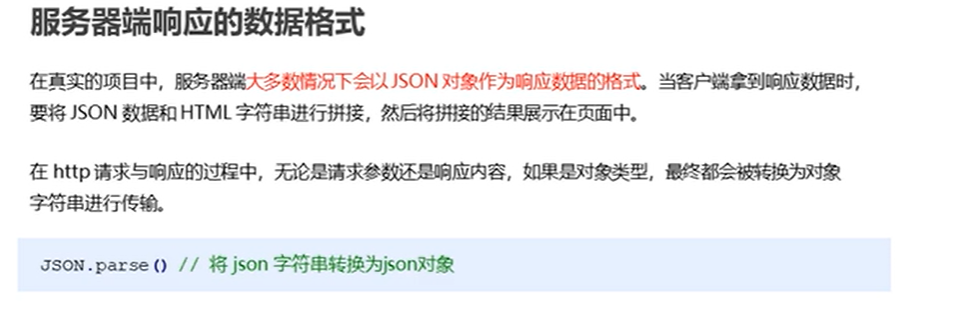 服务器端响应的数据格式
在真实的项目中，服务器端大多数情况下会以 JSON 对象作为响应数据的格式。当客户端拿到响应数据时，
要将 JSON 数据和 HTML 字符串进行拼接，然后将拼接的结果展示在页面中。
在 http 请求与响应的过程中，无论是请求参数还是响应内容，如果是对象类型，最终都会被转换为对象
字符串进行传输。
JSON.parse() // 将 json 字符串转换为json对象